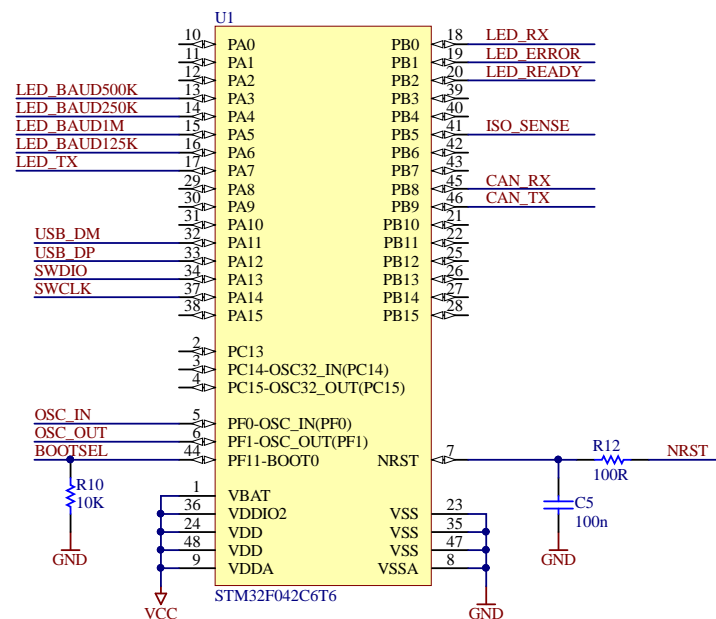 U1
10 PA0 PB0 18 LED_RX
11 PA1 PB1 19 LED_ERROR
12 PA2 PB2 20 LED_READY
LED_BAUD500K 13 PA3 PB3 39
LED_BAUD250K 14 PA4 PB4 40
LED_BAUD1M 15 PA5 PB5 41 ISO_SENSE
LED_BAUD125K 16 PA6 PB6 42
LED_TX 17 PA7 PB7 43
29 PA8 PB8 45 CAN_RX
30 PA9 PB9 46 CAN_TX
31 PA10 PB10 21
USB_DM 32 PA11 PB11 22
USB_DP 33 PA12 PB12 25
SWDIO 34 PA13 PB13 26
SWCLK 37 PA14 PB14 27
38 PA15 PB15 28
2 PC13
3 PC14-OSC32_IN(PC14)
4 PC15-OSC32_OUT(PC15)
OSC_IN 5 PF0-OSC_IN(PF0)
OSC_OUT 6 PF1-OSC_OUT(PF1)
BOOTSEL 44 PF11-BOOT0 NRST 7 R12 NRST
100R
R10 1 VBAT
10K 36 VDDIO2 VSS 23 C5
24 VDD VSS 35 100n
48 VDD VSS 47
GND 9 VDDA VSSA 8 GND
STM32F042C6T6
VCC GND